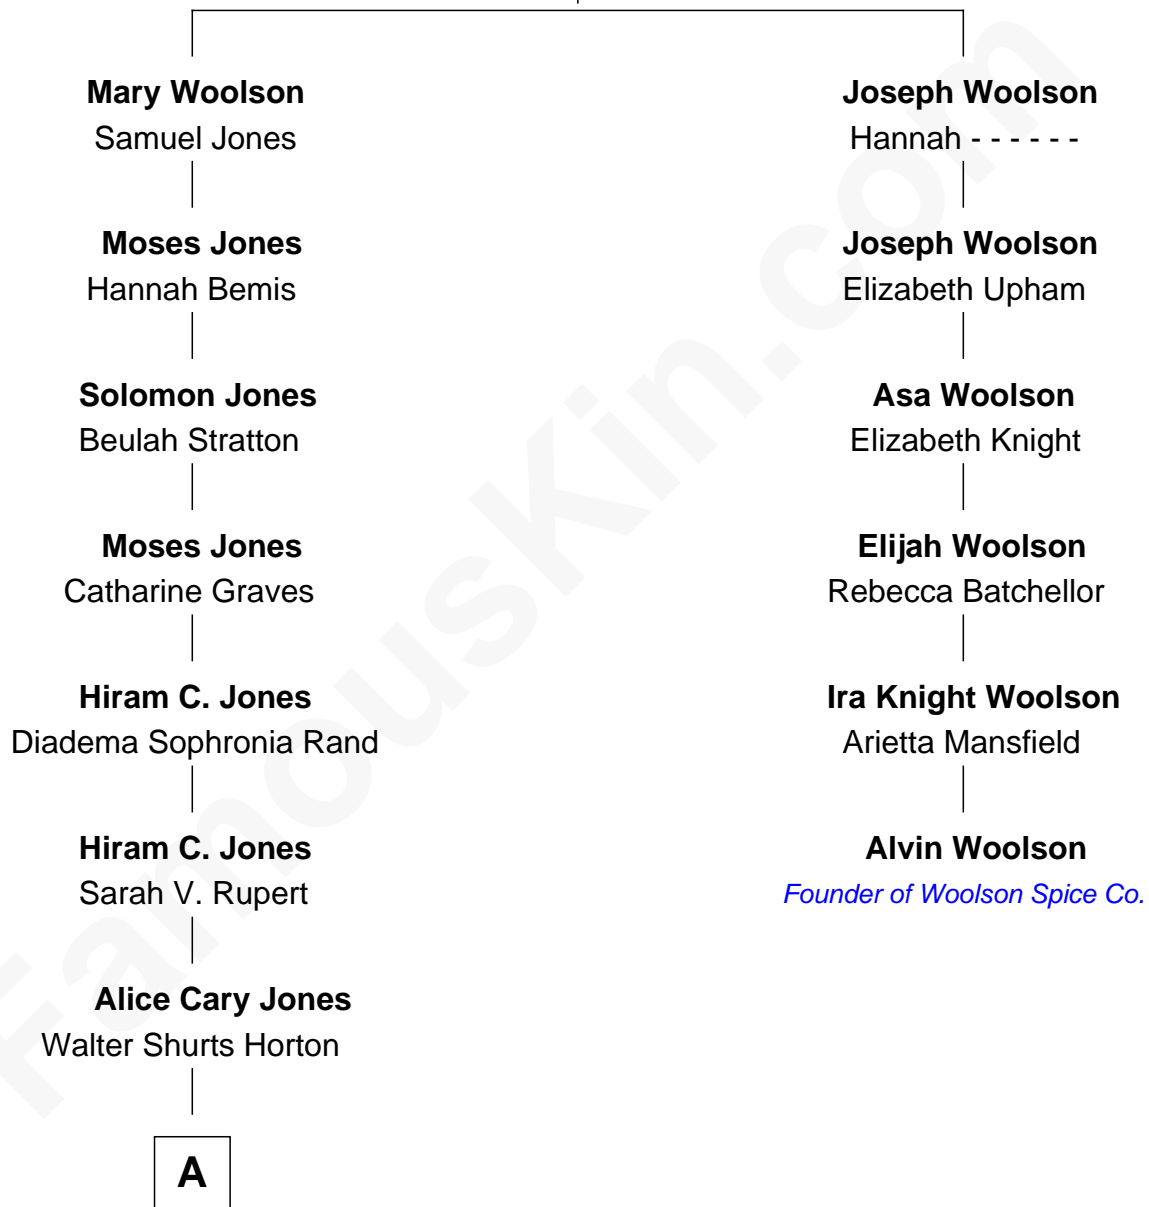 Mary Woolson
Samuel Jones
Moses Jones
Hannah Bemis
Solomon Jones
Beulah Stratton
Moses Jones
Catharine Graves
Hiram C. Jones
Diadema Sophronia Rand
Hiram C. Jones
Sarah V. Rupert
Alice Cary Jones
Walter Shurts Horton
A
Joseph Woolson
Hannah - - - - - -
Joseph Woolson
Elizabeth Upham
Asa Woolson
Elizabeth Knight
Elijah Woolson
Rebecca Batchellor
Ira Knight Woolson
Arietta Mansfield
Alvin Woolson
Founder of Woolson Spice Co.
FamousKin.com